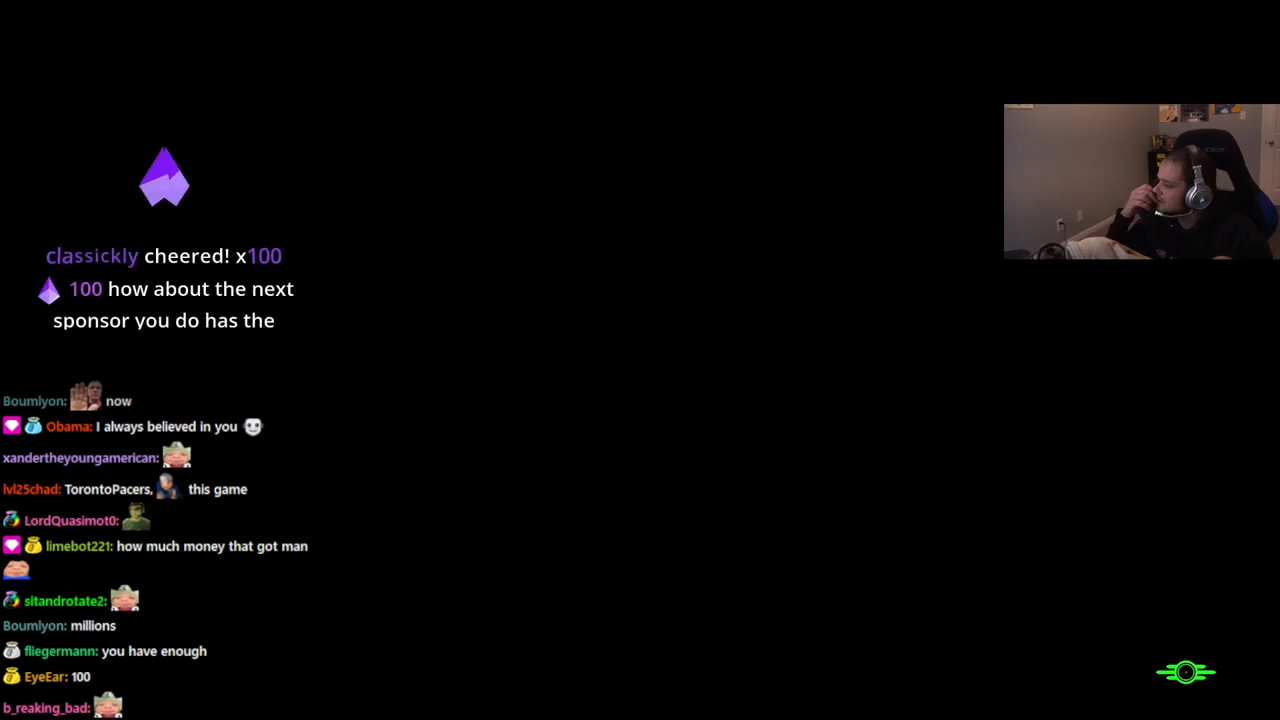 classickly cheered! x100
100 how about the next
sponsor you do has the
Boumlyon: now
Obama: I always believed in you
xandertheyoungamerican:
lvl25chad: TorontoPacers, this game
LordQuasimot0:
limebot221: how much money that got man
sitandrotate2:
Boumlyon: millions
fliegermann: you have enough
EyeEar: 100
b_reaking_bad: